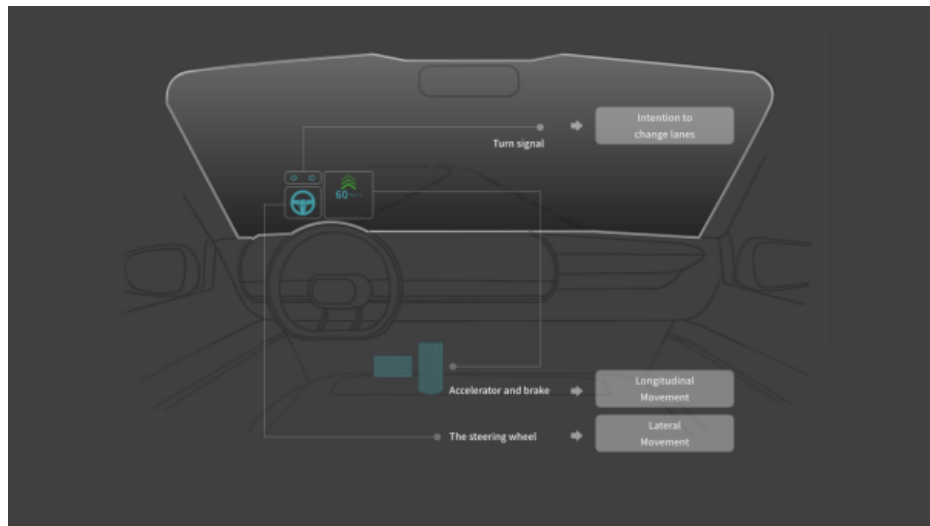 Intention to
change lanes
Turn signal
60
Longitudinal
Movement
Accelerator and brake
Lateral
Movement
The steering wheel